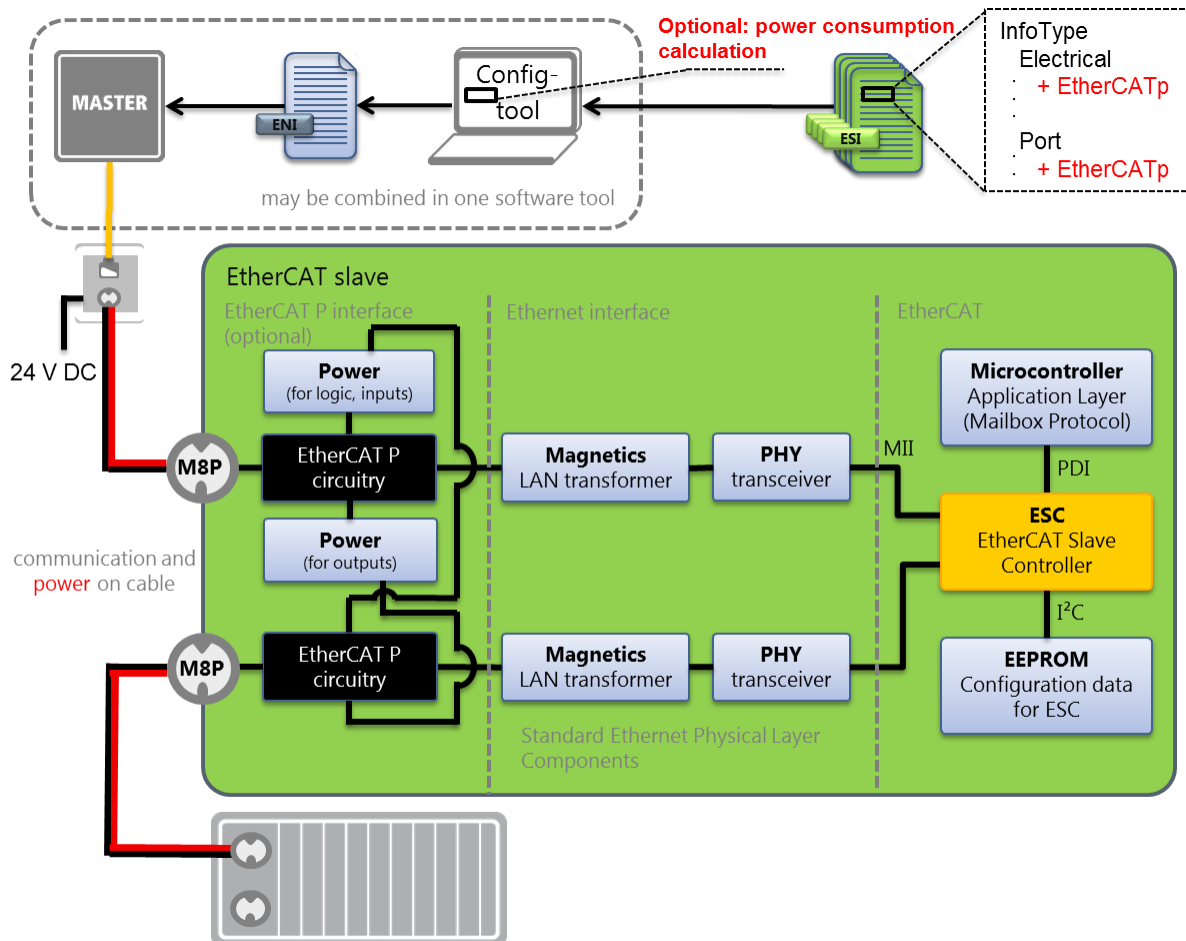 Optional: power consumption
calculation
InfoType
Electrical
+ EtherCATp
Port
+ EtherCATp
MASTER
ENI
Config-
tool
ESI
may be combined in one software tool
24 V DC
EtherCAT slave
EtherCAT P interface
(optional)
Ethernet interface
EtherCAT
Power
(for logic, inputs)
Microcontroller
Application Layer
(Mailbox Protocol)
M8P
EtherCAT P
circuitry
Magnetics
LAN transformer
PHY
transceiver
MII
PDI
ESC
EtherCAT Slave
Controller
Power
(for outputs)
communication and
power on cable
I²C
M8P
EtherCAT P
circuitry
Magnetics
LAN transformer
PHY
transceiver
EEPROM
Configuration data
for ESC
Standard Ethernet Physical Layer
Components